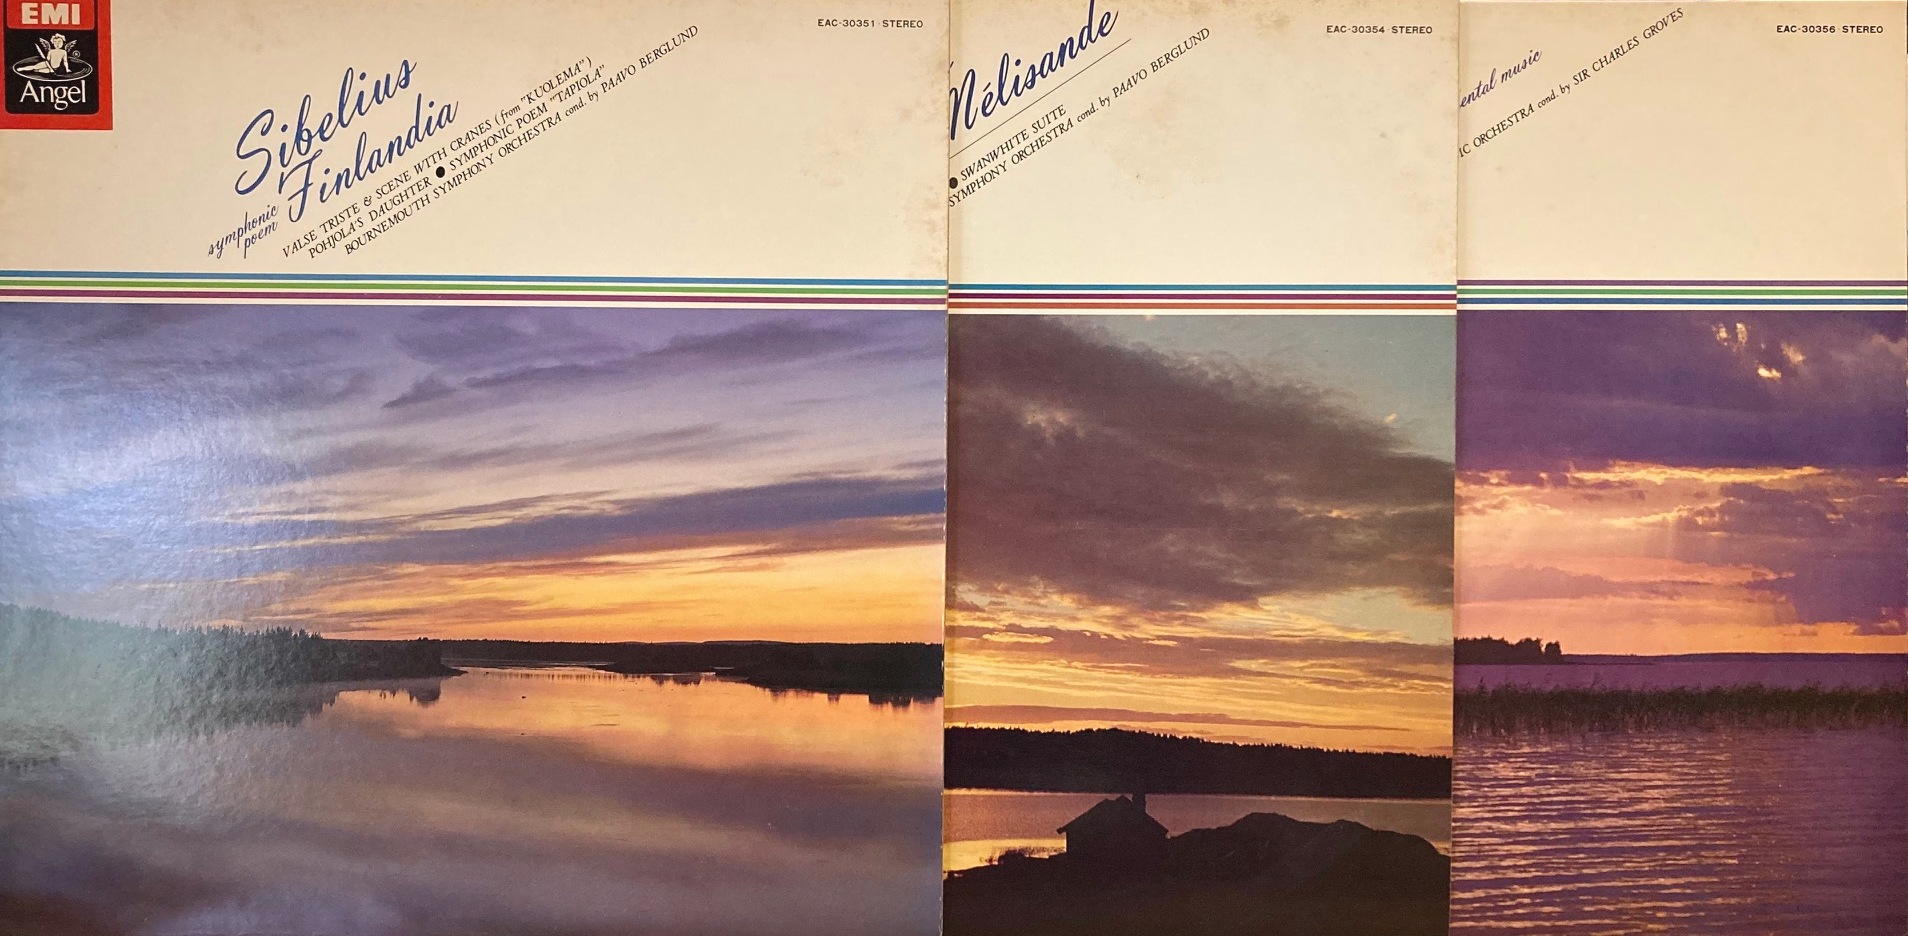 EMI
Angel
EAC-30351 · STEREO
Sibelius
symphonic poem Finlandia
VALSE TRISTE & SCENE WITH CRANES (from "KUOLEMA")
POHJOLA'S DAUGHTER ● SYMPHONIC POEM "TAPIOLA"
BOURNEMOUTH SYMPHONY ORCHESTRA cond. by PAAVO BERGLUND
EAC-30354 · STEREO
Mélisande
● SWANWHITE SUITE
SYMPHONY ORCHESTRA cond. by PAAVO BERGLUND
EAC-30356 · STEREO
ental music
IC ORCHESTRA cond. by SIR CHARLES GROVES